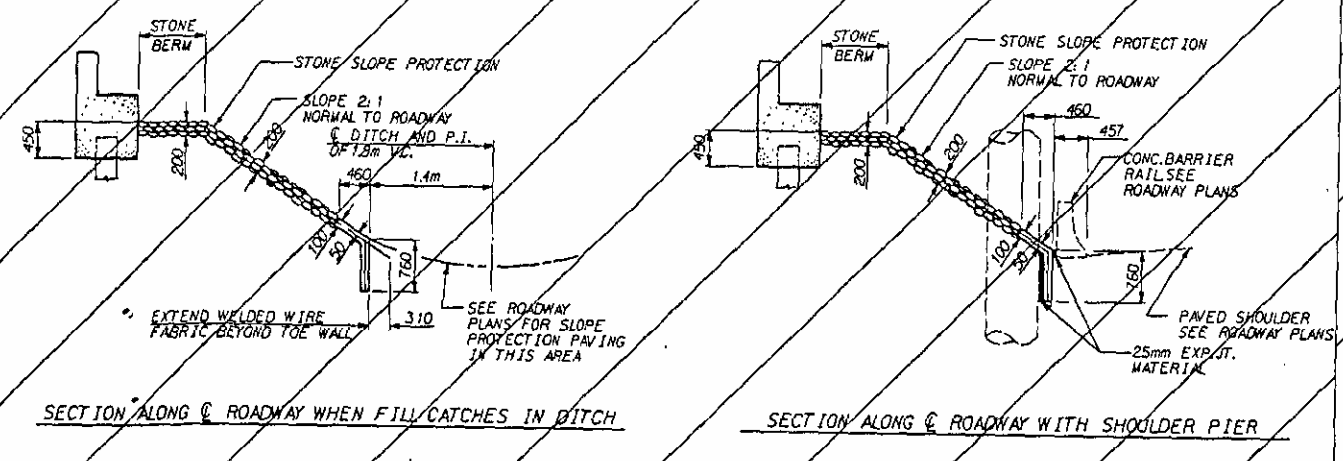 STONE
BERM
STONE SLOPE PROTECTION
SLOPE 2:1
NORMAL TO ROADWAY
℄ DITCH AND P.I.
OF 1.8m V.C.
450
200
200
460
1.4m
100
50
760
310
EXTEND WELDED WIRE
FABRIC BEYOND TOE WALL
SEE ROADWAY
PLANS FOR SLOPE
PROTECTION PAVING
IN THIS AREA
SECTION ALONG ℄ ROADWAY WHEN FILL CATCHES IN DITCH
STONE
BERM
STONE SLOPE PROTECTION
SLOPE 2:1
NORMAL TO ROADWAY
460
457
450
200
200
CONC. BARRIER
RAIL SEE
ROADWAY PLANS
100
50
760
PAVED SHOULDER
SEE ROADWAY PLANS
25mm EXP. JT.
MATERIAL
SECTION ALONG ℄ ROADWAY WITH SHOULDER PIER